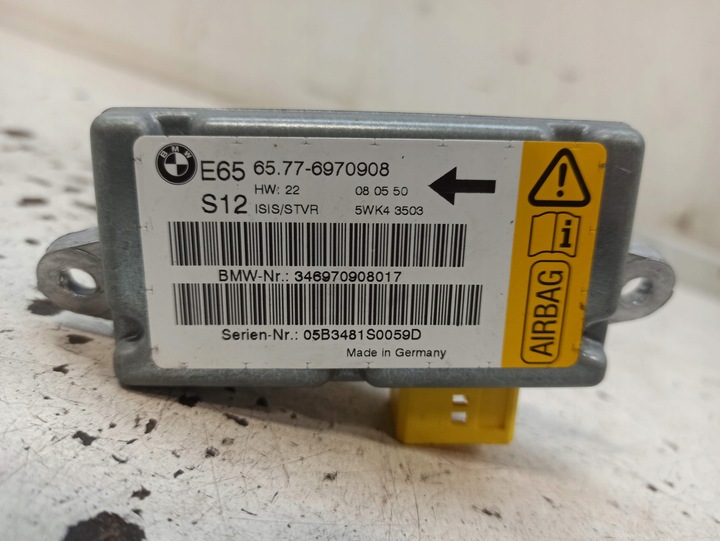 BMW
E65 65.77-6970908
HW: 22 08 05 50
S12 ISIS/STVR 5WK4 3503
BMW-Nr.: 346970908017
Serien-Nr.: 05B3481S0059D
Made in Germany
! i
AIRBAG